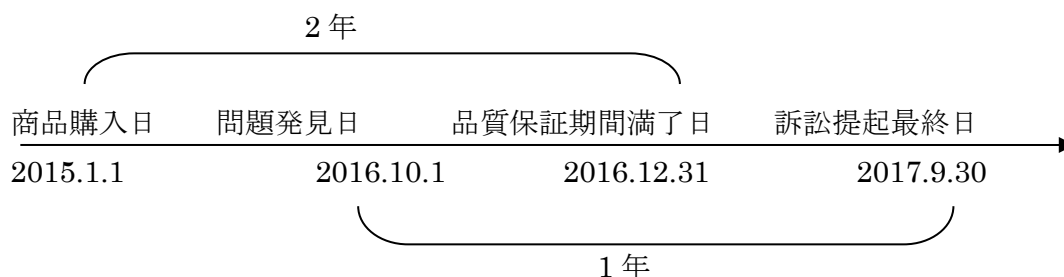 2 年
商品購入日 問題発見日 品質保証期間満了日 訴訟提起最終日
2015.1.1 2016.10.1 2016.12.31 2017.9.30
1 年